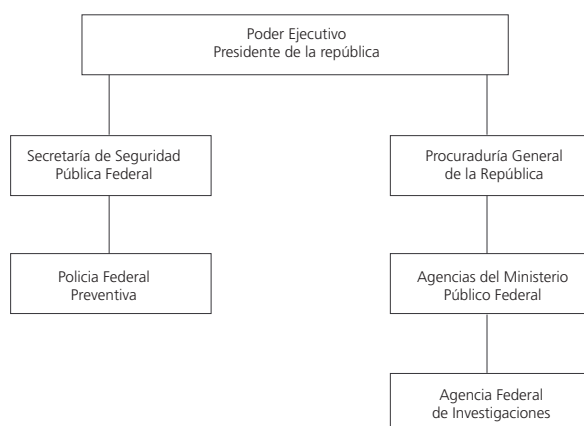 Poder Ejecutivo
Presidente de la república
Secretaría de Seguridad
Pública Federal
Procuraduría General
de la República
Policia Federal
Preventiva
Agencias del Ministerio
Público Federal
Agencia Federal
de Investigaciones